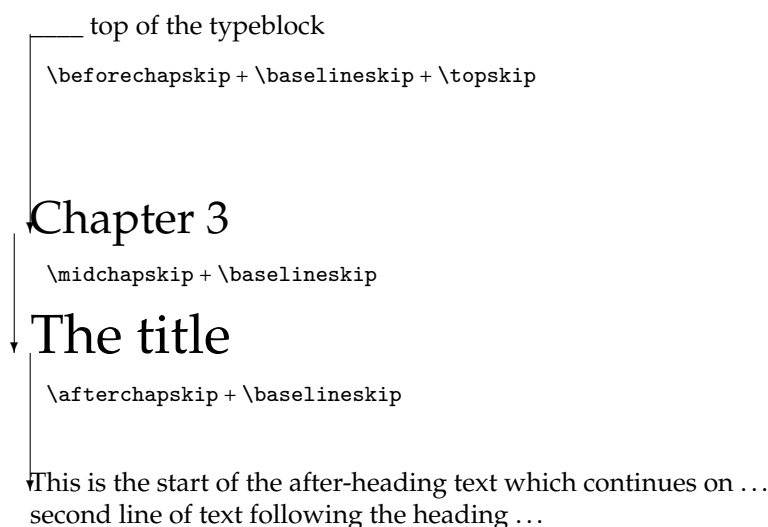 ____ top of the typeblock
\beforechapskip + \baselineskip + \topskip
Chapter 3
\midchapskip + \baselineskip
The title
\afterchapskip + \baselineskip
This is the start of the after-heading text which continues on ...
second line of text following the heading ...